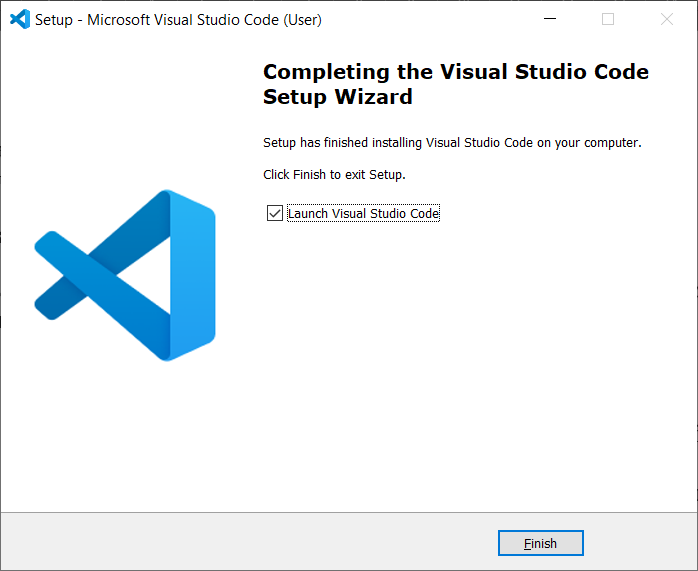 Setup - Microsoft Visual Studio Code (User)
Completing the Visual Studio Code
Setup Wizard
Setup has finished installing Visual Studio Code on your computer.
Click Finish to exit Setup.
Launch Visual Studio Code
Finish